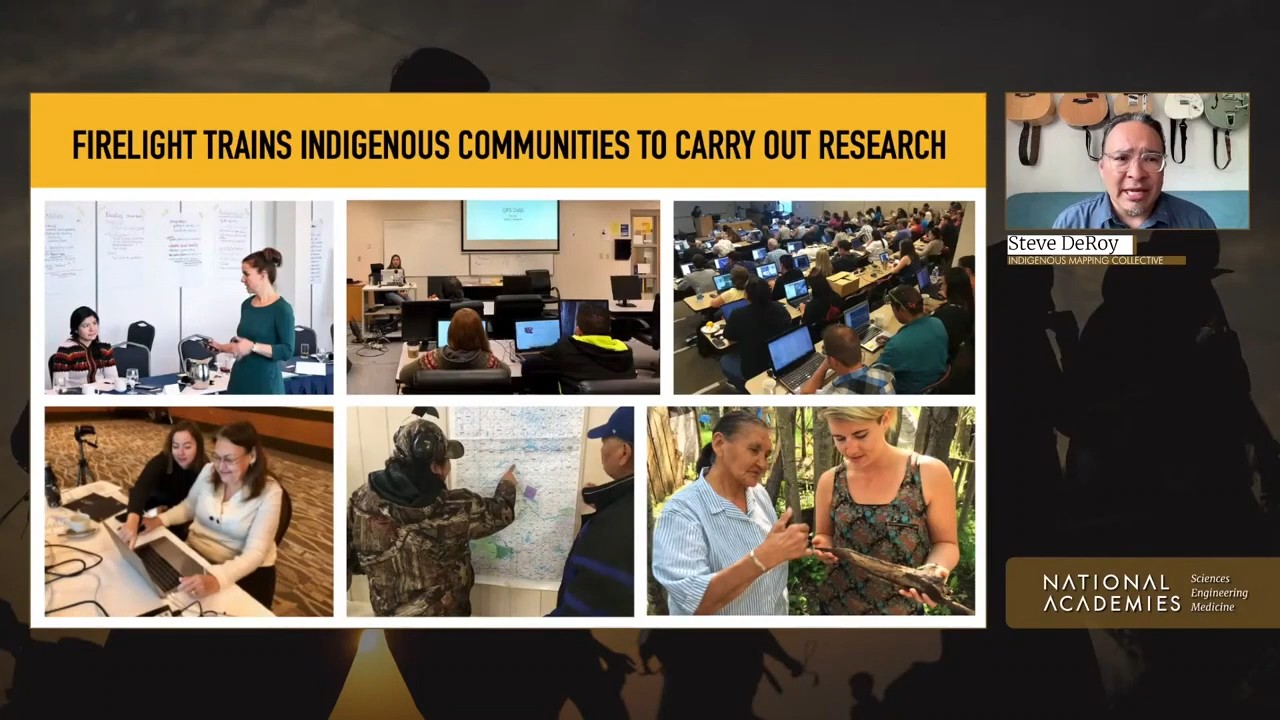 FIRELIGHT TRAINS INDIGENOUS COMMUNITIES TO CARRY OUT RESEARCH
Steve DeRoy
INDIGENOUS MAPPING COLLECTIVE
NATIONAL
ACADEMIES
Sciences
Engineering
Medicine